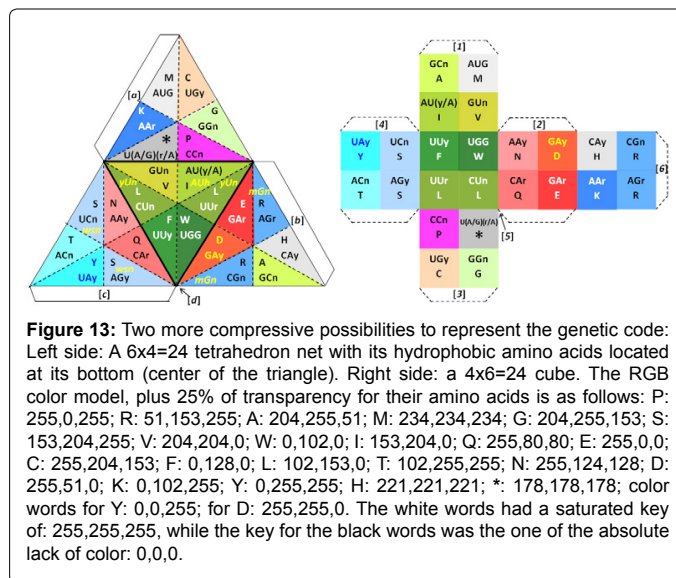 M
AUG
C
UGy
[a]
K
AAr
G
GGn
*
U(A/G)(r/A)
P
CCn
yUn
L
GUn
V
AU(y/A)
I
AUh
yUn
mGn
CUn
UUr
S
UCn
N
AAy
E
GAr
R
AGr
[b]
F
UUy
W
UGG
T
ACn
Q
CAr
D
GAy
H
CAy
Y
UAy
S
AGy
mGn
R
CGn
A
GCn
[c]
[d]
[1]
GCn AUG
A M
AU(y/A) GUn
I V
[4] [2]
UAy UCn UUy UGG AAy GAy CAy CGn
Y S F W N D H R
[6]
ACn AGy UUr CUn CAr GAr AAr AGr
T S L L Q E K R
CCn U(A/G)(r/A) [5]
P *
UGy GGn
C G
[3]
Figure 13: Two more compressive possibilities to represent the genetic code:
Left side: A 6x4=24 tetrahedron net with its hydrophobic amino acids located
at its bottom (center of the triangle). Right side: a 4x6=24 cube. The RGB
color model, plus 25% of transparency for their amino acids is as follows: P:
255,0,255; R: 51,153,255; A: 204,255,51; M: 234,234,234; G: 204,255,153; S:
153,204,255; V: 204,204,0; W: 0,102,0; I: 153,204,0; Q: 255,80,80; E: 255,0,0;
C: 255,204,153; F: 0,128,0; L: 102,153,0; T: 102,255,255; N: 255,124,128; D:
255,51,0; K: 0,102,255; Y: 0,255,255; H: 221,221,221; *: 178,178,178; color
words for Y: 0,0,255; for D: 255,255,0. The white words had a saturated key
of: 255,255,255, while the key for the black words was the one of the absolute
lack of color: 0,0,0.